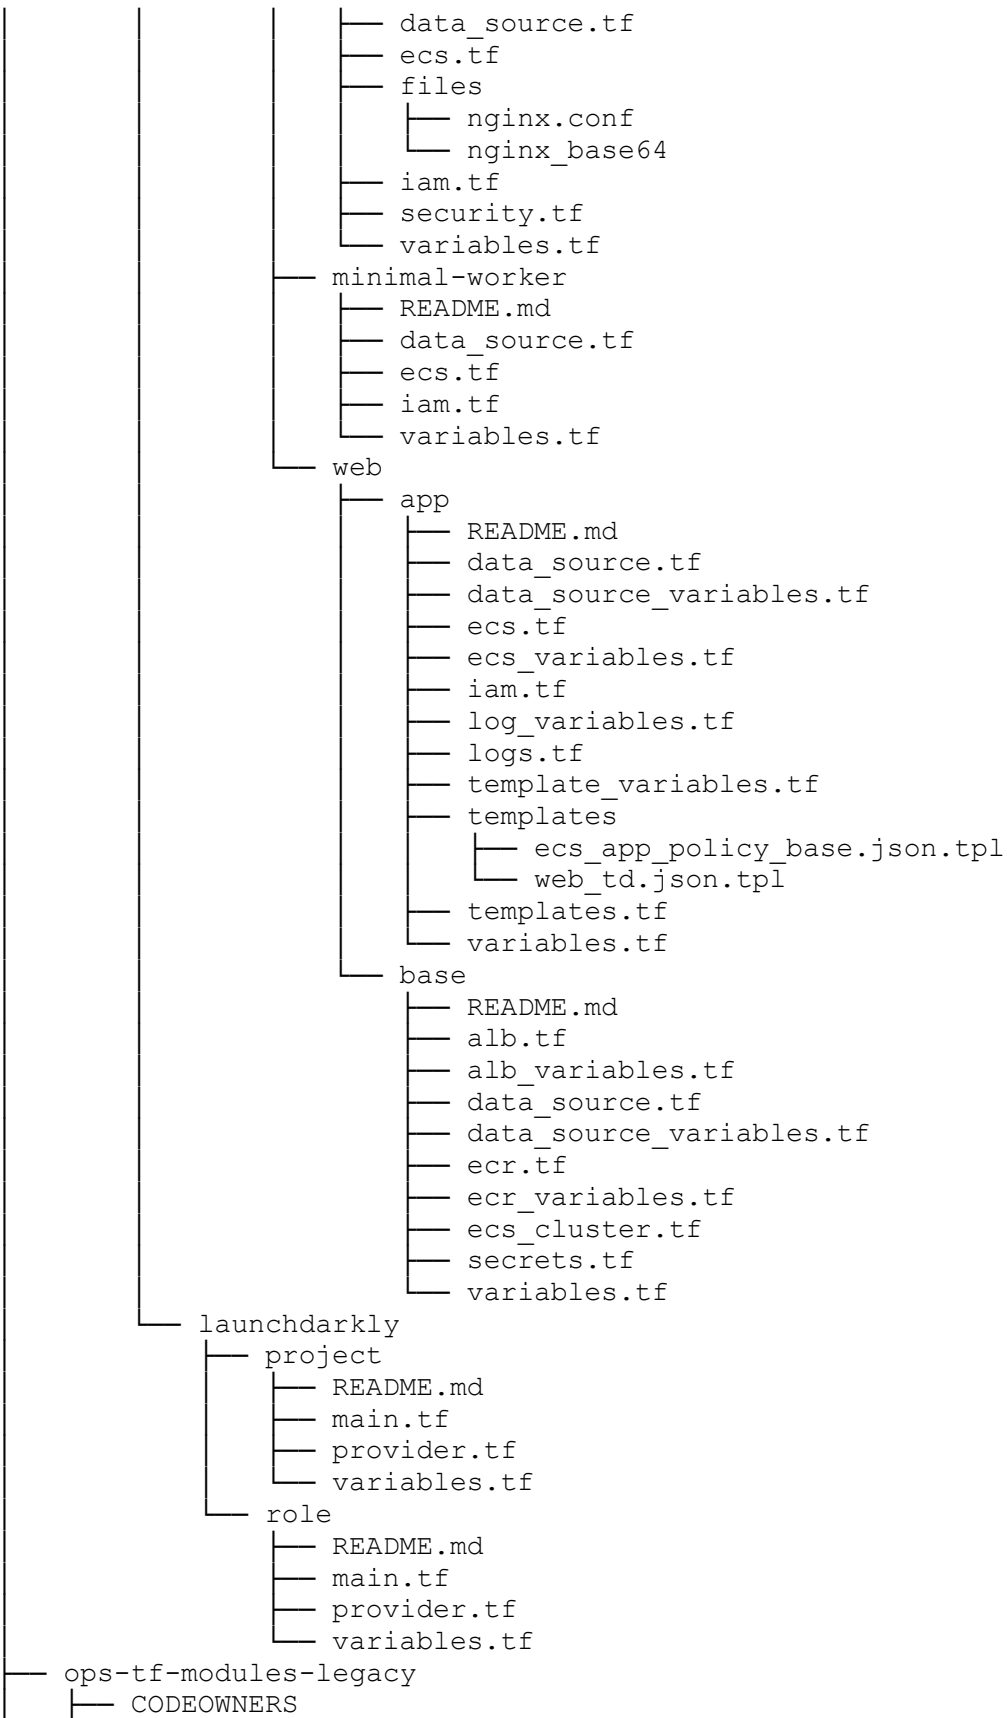 │       │       │   ├── data_source.tf
│       │       │   ├── ecs.tf
│       │       │   ├── files
│       │       │   │   ├── nginx.conf
│       │       │   │   └── nginx_base64
│       │       │   ├── iam.tf
│       │       │   ├── security.tf
│       │       │   └── variables.tf
│       │       ├── minimal-worker
│       │       │   ├── README.md
│       │       │   ├── data_source.tf
│       │       │   ├── ecs.tf
│       │       │   ├── iam.tf
│       │       │   └── variables.tf
│       │       └── web
│       │           ├── app
│       │           │   ├── README.md
│       │           │   ├── data_source.tf
│       │           │   ├── data_source_variables.tf
│       │           │   ├── ecs.tf
│       │           │   ├── ecs_variables.tf
│       │           │   ├── iam.tf
│       │           │   ├── log_variables.tf
│       │           │   ├── logs.tf
│       │           │   ├── template_variables.tf
│       │           │   ├── templates
│       │           │   │   ├── ecs_app_policy_base.json.tpl
│       │           │   │   └── web_td.json.tpl
│       │           │   ├── templates.tf
│       │           │   └── variables.tf
│       │           └── base
│       │               ├── README.md
│       │               ├── alb.tf
│       │               ├── alb_variables.tf
│       │               ├── data_source.tf
│       │               ├── data_source_variables.tf
│       │               ├── ecr.tf
│       │               ├── ecr_variables.tf
│       │               ├── ecs_cluster.tf
│       │               ├── secrets.tf
│       │               └── variables.tf
│       └── launchdarkly
│           ├── project
│           │   ├── README.md
│           │   ├── main.tf
│           │   ├── provider.tf
│           │   └── variables.tf
│           └── role
│               ├── README.md
│               ├── main.tf
│               ├── provider.tf
│               └── variables.tf
├── ops-tf-modules-legacy
│   ├── CODEOWNERS